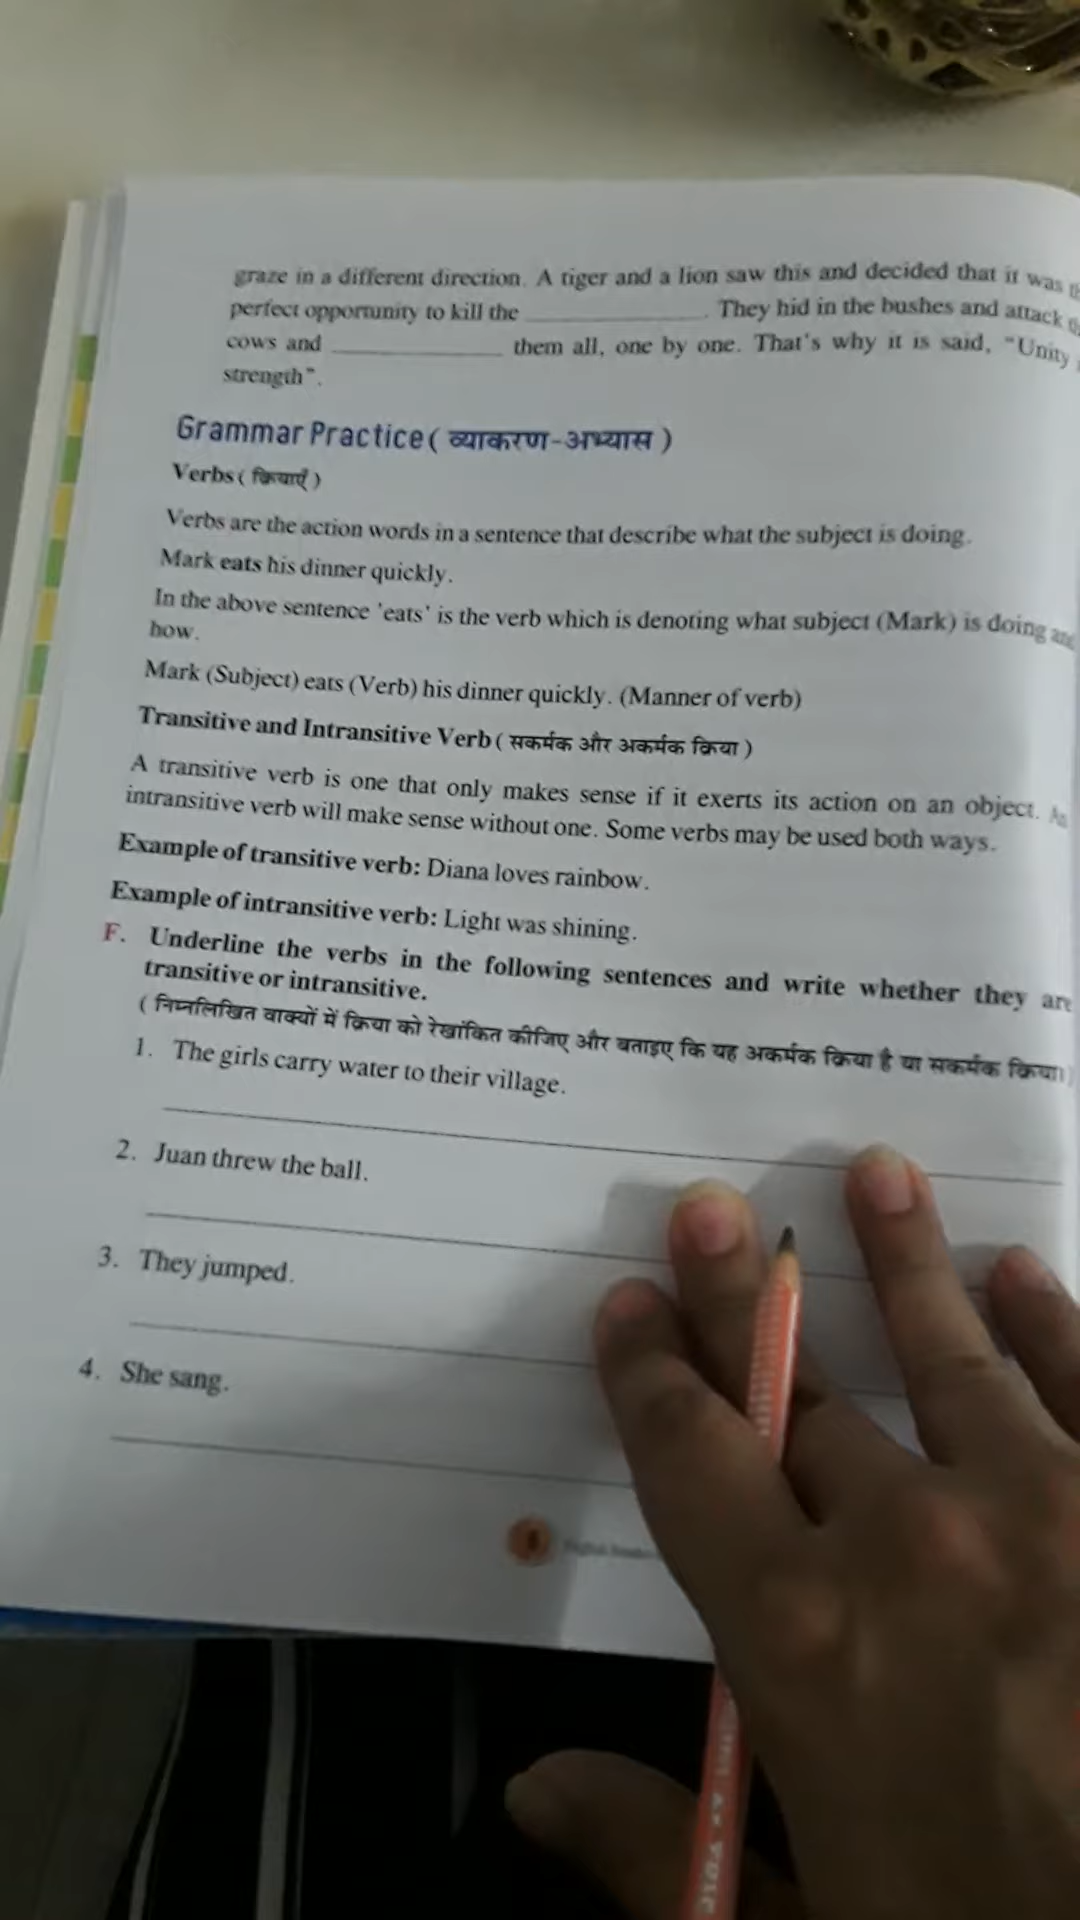 graze in a different direction. A tiger and a lion saw this and decided that it was
perfect opportunity to kill the ____________. They hid in the bushes and attack
cows and ____________ them all, one by one. That's why it is said, "Unity
strength".
Grammar Practice ( व्याकरण-अभ्यास )
Verbs ( क्रियाएँ )
Verbs are the action words in a sentence that describe what the subject is doing.
Mark eats his dinner quickly.
In the above sentence 'eats' is the verb which is denoting what subject (Mark) is doing and
how.
Mark (Subject) eats (Verb) his dinner quickly. (Manner of verb)
Transitive and Intransitive Verb ( सकर्मक और अकर्मक क्रिया )
A transitive verb is one that only makes sense if it exerts its action on an object. An
intransitive verb will make sense without one. Some verbs may be used both ways.
Example of transitive verb: Diana loves rainbow.
Example of intransitive verb: Light was shining.
F. Underline the verbs in the following sentences and write whether they are
transitive or intransitive.
( निम्नलिखित वाक्यों में क्रिया को रेखांकित कीजिए और बताइए कि यह अकर्मक क्रिया है या सकर्मक क्रिया। )
1. The girls carry water to their village.
2. Juan threw the ball.
3. They jumped.
4. She sang.